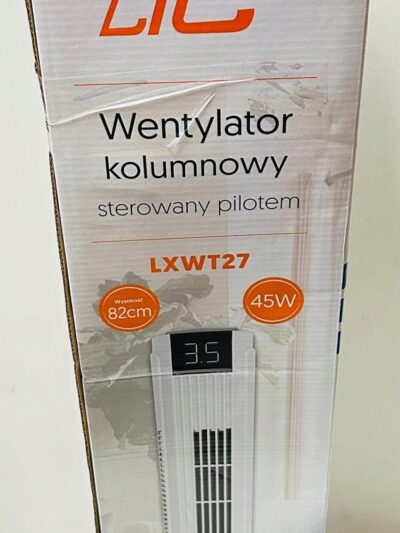 Wentylator
kolumnowy
sterowany pilotem
LXWT27
Wysokość
82cm
45W
3.5